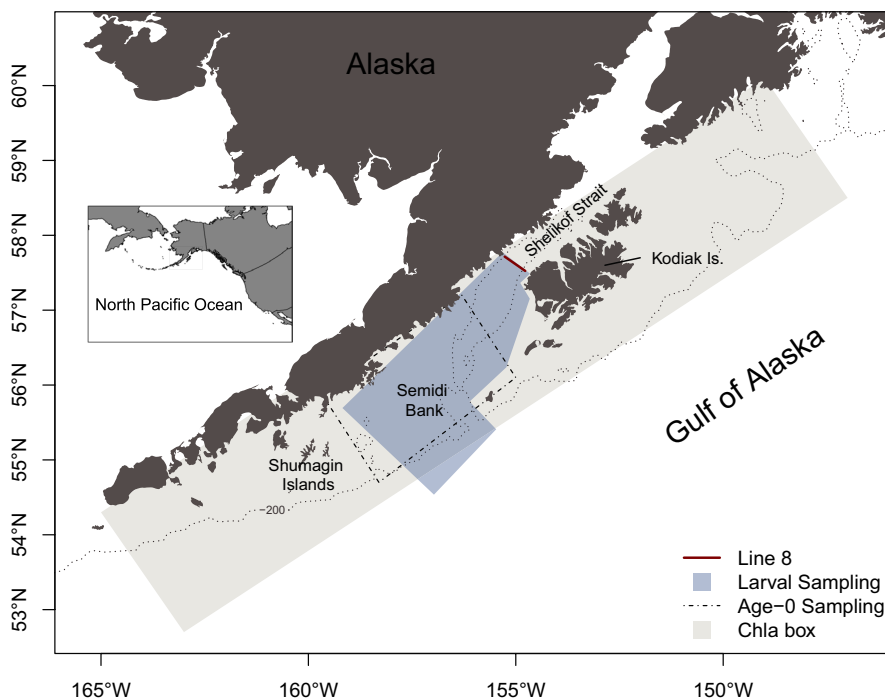 Alaska
60°N
59°N
58°N
57°N
56°N
55°N
54°N
53°N
Shelikof Strait
Kodiak Is.
North Pacific Ocean
Semidi
Bank
Gulf of Alaska
Shumagin
Islands
−200
Line 8
Larval Sampling
Age−0 Sampling
Chla box
165°W
160°W
155°W
150°W